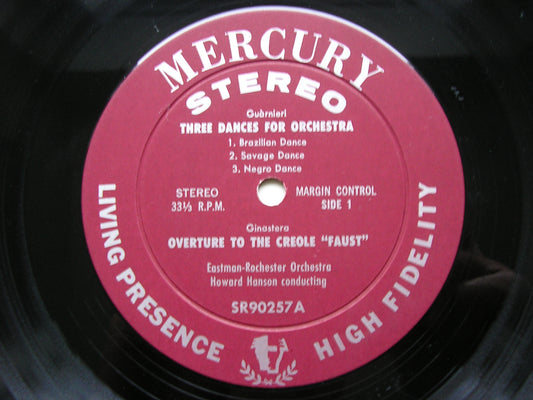 MERCURY
STEREO
Guàrnieri
THREE DANCES FOR ORCHESTRA
1. Brazilian Dance
2. Savage Dance
3. Negro Dance
STEREO
33⅓ R.P.M.
MARGIN CONTROL
SIDE 1
Ginastera
OVERTURE TO THE CREOLE "FAUST"
Eastman-Rochester Orchestra
Howard Hanson conducting
SR90257A
LIVING PRESENCE
HIGH FIDELITY